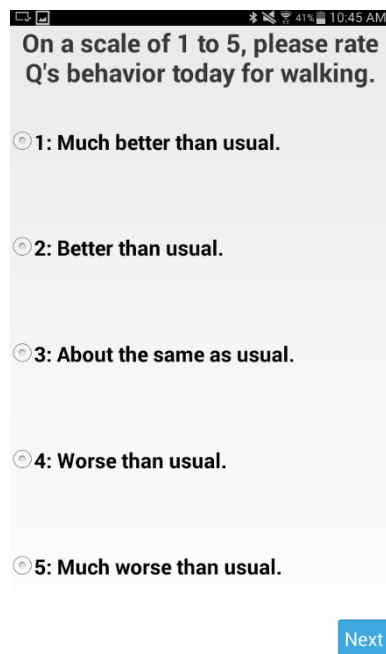 41% 10:45 AM
On a scale of 1 to 5, please rate
Q's behavior today for walking.
1: Much better than usual.
2: Better than usual.
3: About the same as usual.
4: Worse than usual.
5: Much worse than usual.
Next